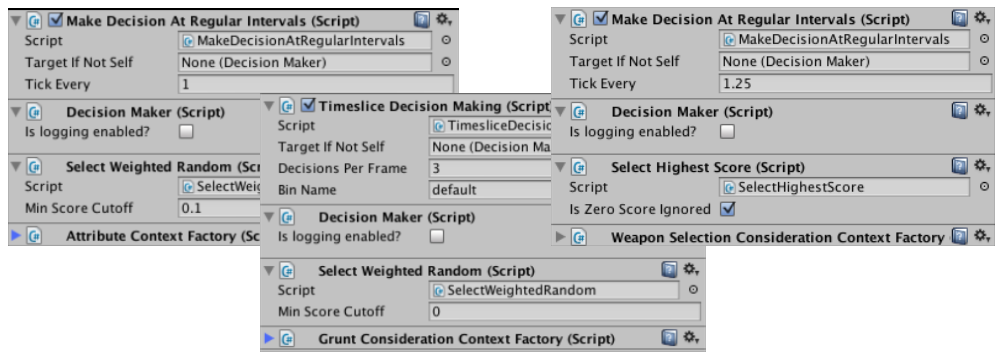 Make Decision At Regular Intervals (Script)
Script MakeDecisionAtRegularIntervals
Target If Not Self None (Decision Maker)
Tick Every 1
Decision Maker (Script)
Is logging enabled?
Select Weighted Random (Scr
Script SelectWeig
Min Score Cutoff 0.1
Attribute Context Factory (Sc
Timeslice Decision Making (Script
Script TimesliceDecisio
Target If Not Self None (Decision Ma
Decisions Per Frame 3
Bin Name default
Decision Maker (Script)
Is logging enabled?
Select Weighted Random (Script)
Script SelectWeightedRandom
Min Score Cutoff 0
Grunt Consideration Context Factory (Script)
Make Decision At Regular Intervals (Script)
Script MakeDecisionAtRegularIntervals
Target If Not Self None (Decision Maker)
Tick Every 1.25
Decision Maker (Script)
Is logging enabled?
Select Highest Score (Script)
Script SelectHighestScore
Is Zero Score Ignored
Weapon Selection Consideration Context Factory